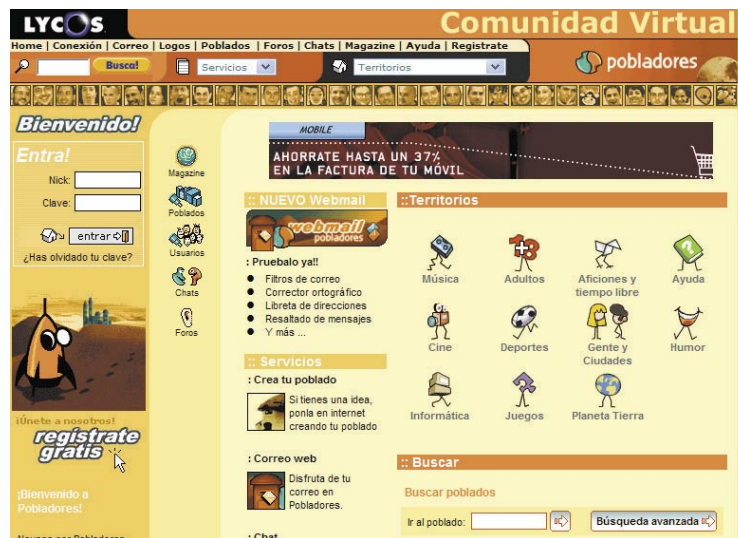 LYCOS
Comunidad Virtual
Home | Conexión | Correo | Logos | Poblados | Foros | Chats | Magazine | Ayuda | Registrate
Busca!
Servicios
Territorios
pobladores
Bienvenido!
Entra!
Nick:
Clave:
entrar
¿Has olvidado tu clave?
¡Únete a nosotros!
regístrate
gratis
¡Bienvenido a
Pobladores!
Magazine
Poblados
Usuarios
Chats
Foros
MOBILE
AHORRATE HASTA UN 37%
EN LA FACTURA DE TU MÓVIL
:: NUEVO Webmail
webmail
pobladores
: Pruebalo ya!!
Filtros de correo
Corrector ortográfico
Libreta de direcciones
Resaltado de mensajes
Y más ...
:: Servicios
: Crea tu poblado
Si tienes una idea,
ponla en internet
creando tu poblado
: Correo web
Disfruta de tu
correo en
Pobladores.
: Chat
::Territorios
Música
Adultos
Aficiones y
tiempo libre
Ayuda
Cine
Deportes
Gente y
Ciudades
Humor
Informática
Juegos
Planeta Tierra
:: Buscar
Buscar poblados
Ir al poblado:
Búsqueda avanzada